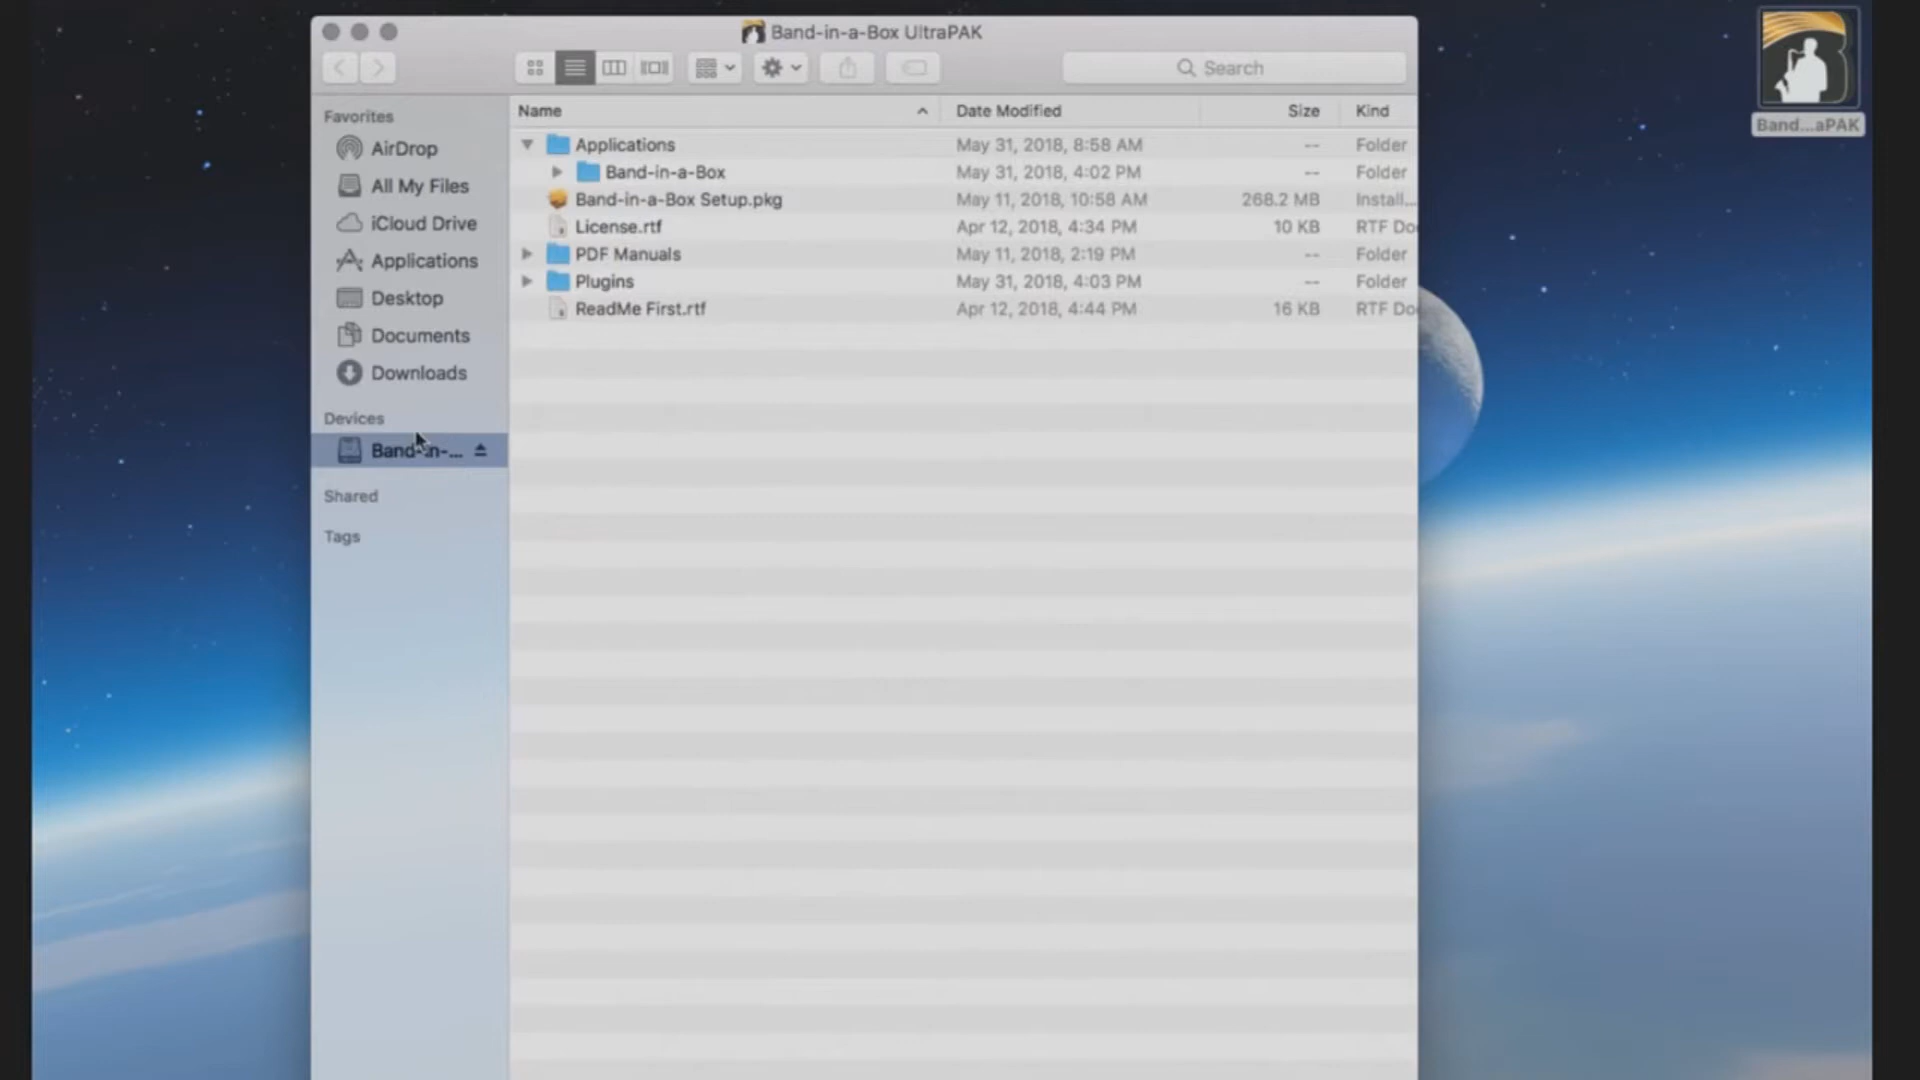 Band-in-a-Box UltraPAK
Search
Band...aPAK
Favorites
AirDrop
All My Files
iCloud Drive
Applications
Desktop
Documents
Downloads
Devices
Band-in-...
Shared
Tags
Name Date Modified Size Kind
Applications May 31, 2018, 8:58 AM -- Folder
Band-in-a-Box May 31, 2018, 4:02 PM -- Folder
Band-in-a-Box Setup.pkg May 11, 2018, 10:58 AM 268.2 MB Install...
License.rtf Apr 12, 2018, 4:34 PM 10 KB RTF Do
PDF Manuals May 11, 2018, 2:19 PM -- Folder
Plugins May 31, 2018, 4:03 PM -- Folder
ReadMe First.rtf Apr 12, 2018, 4:44 PM 16 KB RTF Do